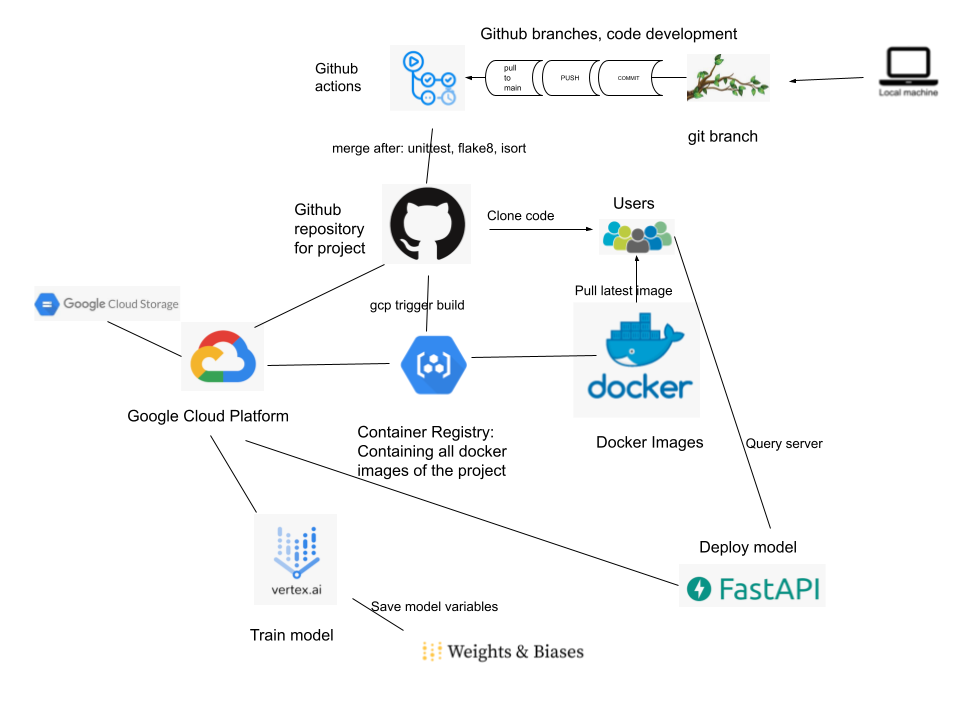 Github branches, code development
Github
actions
pull
to
main
PUSH
COMMIT
Local machine
git branch
merge after: unittest, flake8, isort
Github
repository
for project
Clone code
Users
Google Cloud Storage
gcp trigger build
Pull latest image
docker
Google Cloud Platform
Container Registry:
Containing all docker
images of the project
Docker Images
Query server
vertex.ai
Deploy model
FastAPI
Save model variables
Train model
Weights & Biases